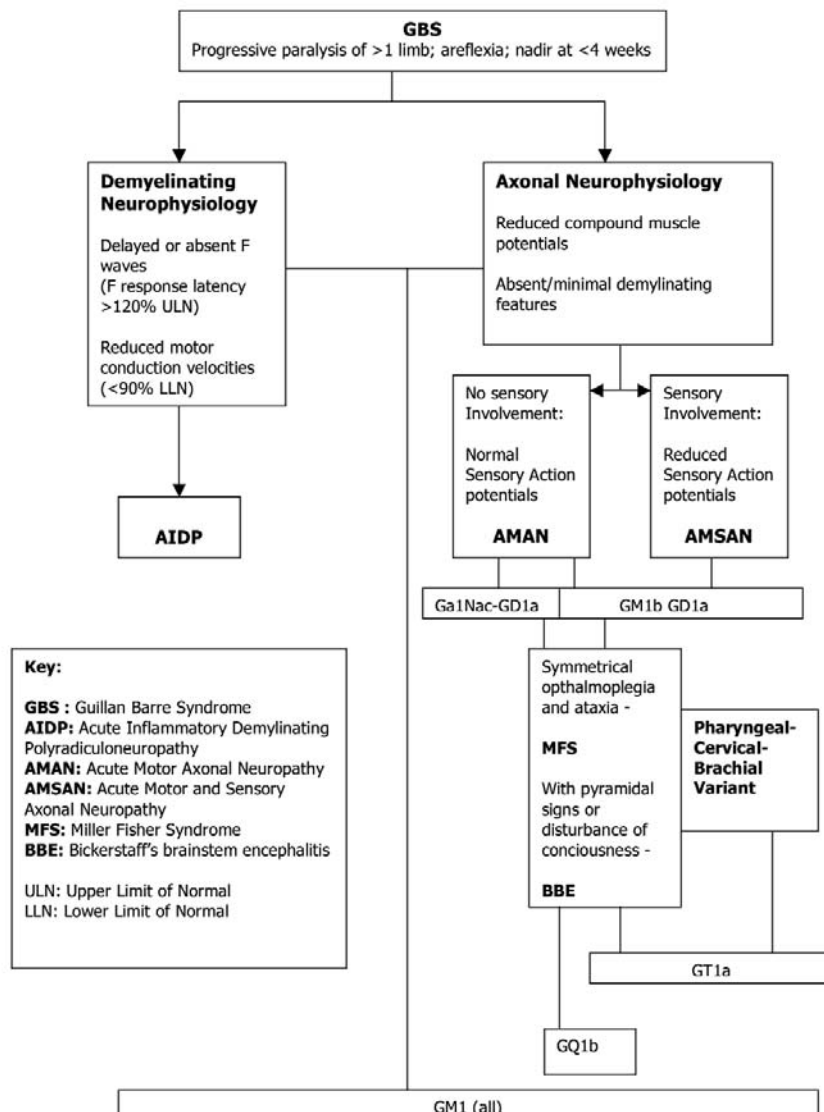 GBS
Progressive paralysis of >1 limb; areflexia; nadir at <4 weeks
Demyelinating
Neurophysiology
Delayed or absent F
waves
(F response latency
>120% ULN)
Reduced motor
conduction velocities
(<90% LLN)
Axonal Neurophysiology
Reduced compound muscle
potentials
Absent/minimal demylinating
features
No sensory
Involvement:
Normal
Sensory Action
potentials
AMAN
Sensory
Involvement:
Reduced
Sensory Action
potentials
AMSAN
AIDP
Ga1Nac-GD1a
GM1b GD1a
Key:
GBS : Guillan Barre Syndrome
AIDP: Acute Inflammatory Demylinating
Polyradiculoneuropathy
AMAN: Acute Motor Axonal Neuropathy
AMSAN: Acute Motor and Sensory
Axonal Neuropathy
MFS: Miller Fisher Syndrome
BBE: Bickerstaff's brainstem encephalitis
ULN: Upper Limit of Normal
LLN: Lower Limit of Normal
Symmetrical
opthalmoplegia
and ataxia -
MFS
With pyramidal
signs or
disturbance of
conciousness -
BBE
Pharyngeal-
Cervical-
Brachial
Variant
GT1a
GQ1b
GM1 (all)